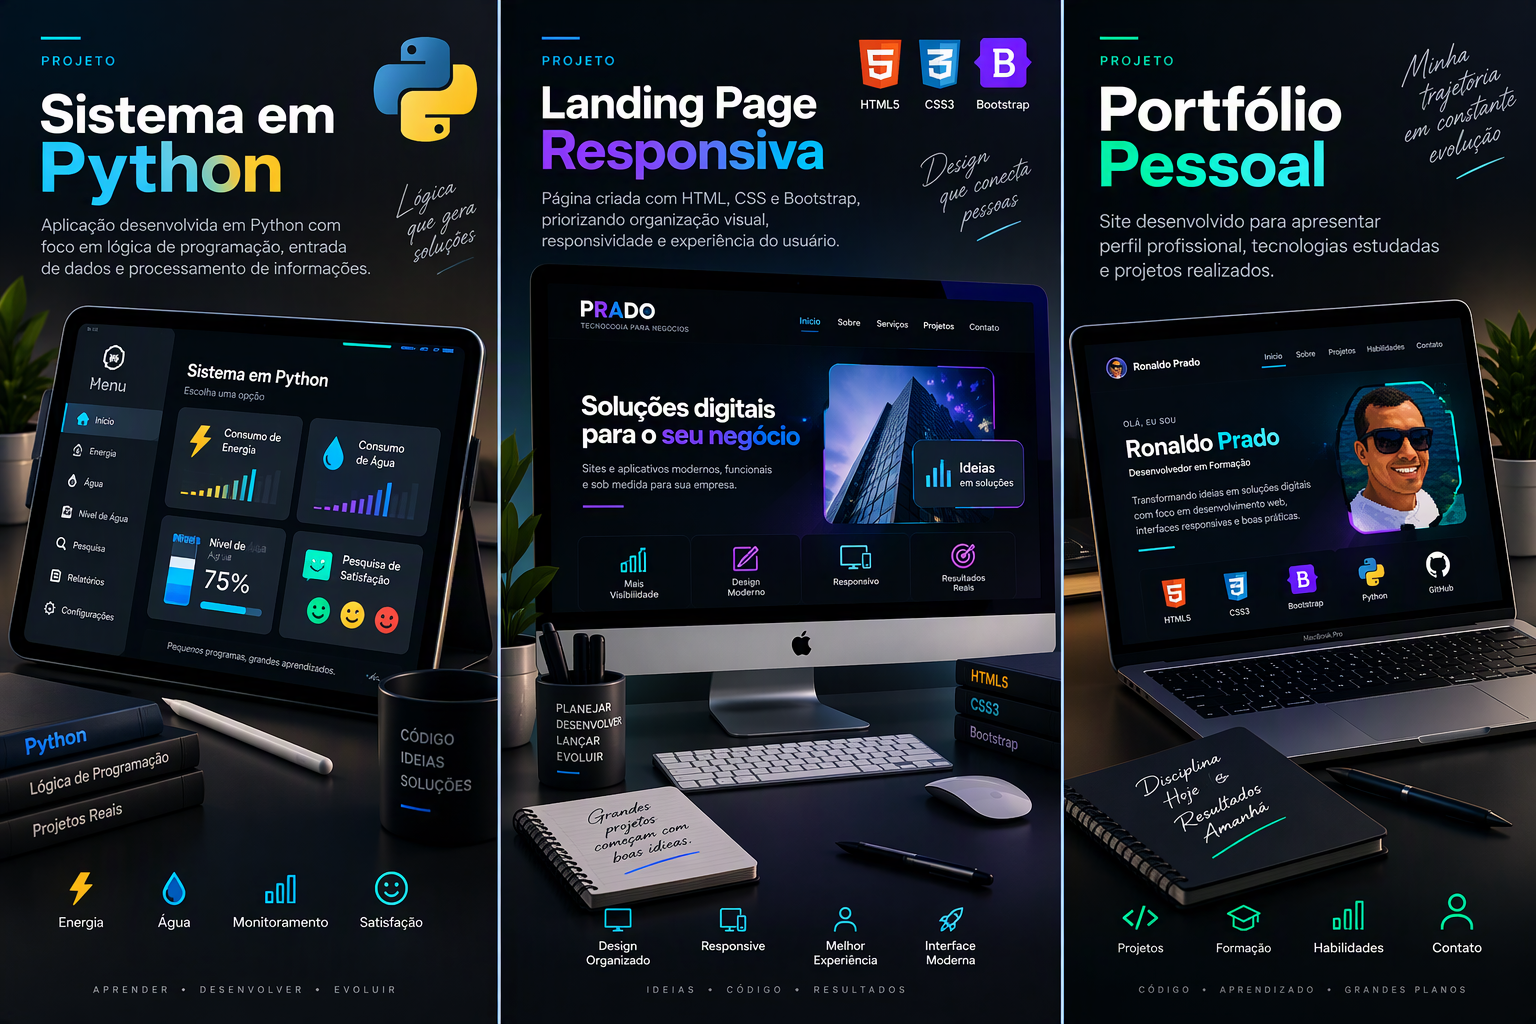 PROJETO
Sistema em
Python
Lógica
que gera
soluções
Aplicação desenvolvida em Python com
foco em lógica de programação, entrada
de dados e processamento de informações.
Menu
Início
Energia
Água
Nível de Água
Pesquisa
Relatórios
Configurações
Sistema em Python
Escolha uma opção
Consumo de
Energia
Consumo
de Água
Nível de
75%
Pesquisa de
Satisfação
Pequenos programas, grandes aprendizados.
Python
Lógica de Programação
Projetos Reais
CÓDIGO
IDEIAS
SOLUÇÕES
Energia
Água
Monitoramento
Satisfação
APRENDER • DESENVOLVER • EVOLUIR
PROJETO
Landing Page
Responsiva
HTML5
CSS3
Bootstrap
Design
que conecta
pessoas
Página criada com HTML, CSS e Bootstrap,
priorizando organização visual,
responsividade e experiência do usuário.
PRADO
TECNOCOGIA PARA NEGÓCIOS
Início
Sobre
Serviços
Projetos
Contato
Soluções digitais
para o seu negócio
Sites e aplicativos modernos, funcionais
e sob medida para sua empresa.
Ideias
em soluções
Mais
Visibilidade
Design
Moderno
Responsivo
Resultados
Reais
PLANEJAR
DESENVOLVER
LANÇAR
EVOLUIR
HTML5
CSS3
Bootstrap
Grandes
projetos
começam com
boas ideias.
Design
Organizado
Responsive
Melhor
Experiência
Interface
Moderna
IDEIAS • CÓDIGO • RESULTADOS
PROJETO
Portfólio
Pessoal
Minha
trajetória
em constante
evolução
Site desenvolvido para apresentar
perfil profissional, tecnologias estudadas
e projetos realizados.
Ronaldo Prado
Início
Sobre
Projetos
Habilidades
Contato
OLÁ, EU SOU
Ronaldo Prado
Desenvolvedor em Formação
Transformando ideias em soluções digitais
com foco em desenvolvimento web,
interfaces responsivas e boas práticas.
HTML5
CSS3
Bootstrap
Python
GitHub
MacBook Pro
Disciplina
Hoje
Resultados
Amanhã
Projetos
Formação
Habilidades
Contato
CÓDIGO • APRENDIZADO • GRANDES PLANOS